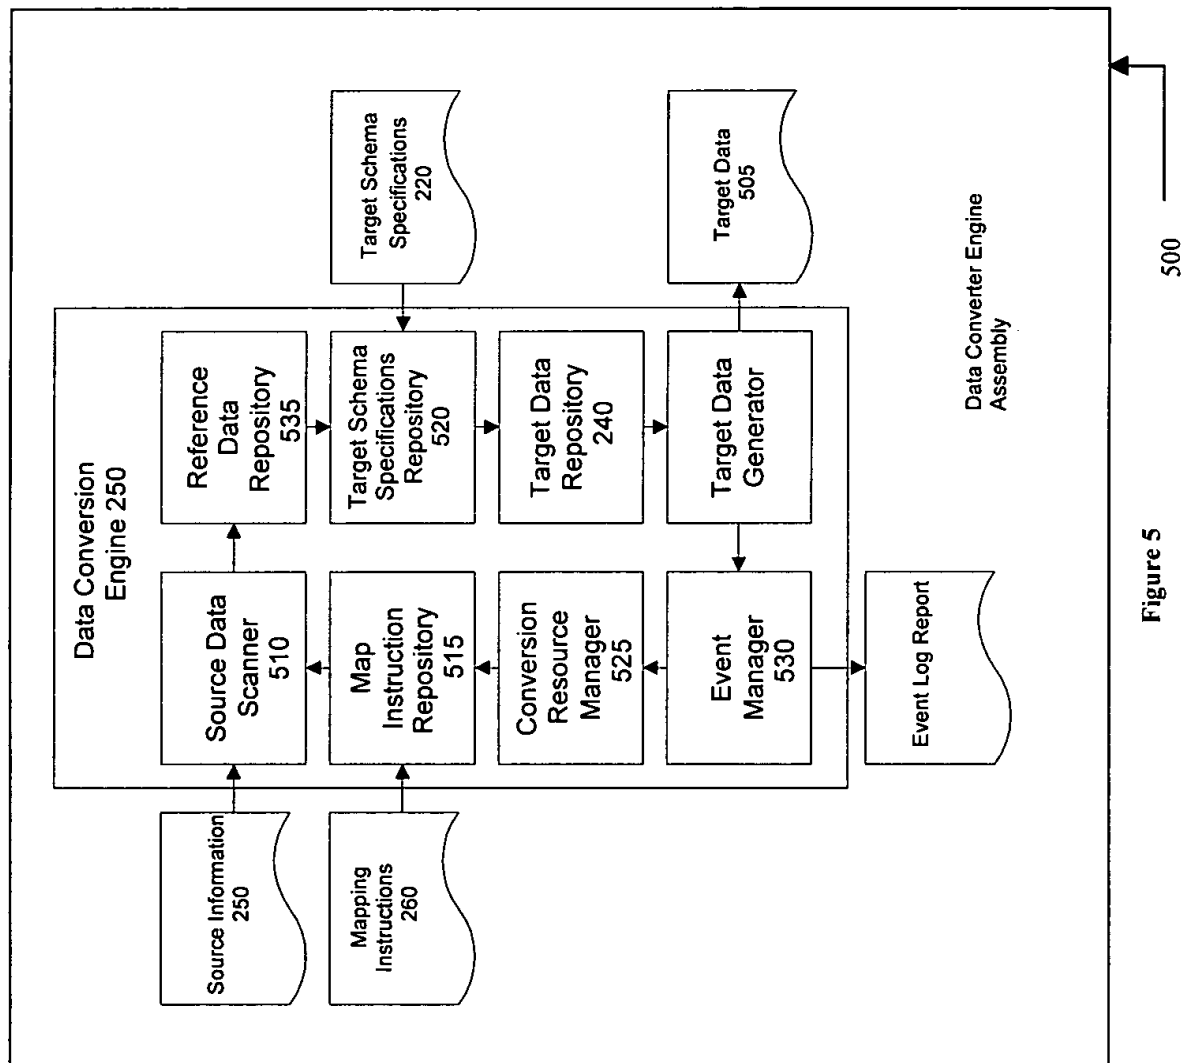 Data Conversion
Engine 250
Source Information
250
Source Data
Scanner
510
Reference
Data
Repository
535
Mapping
Instructions
260
Map
Instruction
Repository
515
Target Schema
Specifications
Repository
520
Target Schema
Specifications
220
Conversion
Resource
Manager
525
Target Data
Repository
240
Event
Manager
530
Target Data
Generator
Target Data
505
Event Log Report
Data Converter Engine
Assembly
500
Figure 5